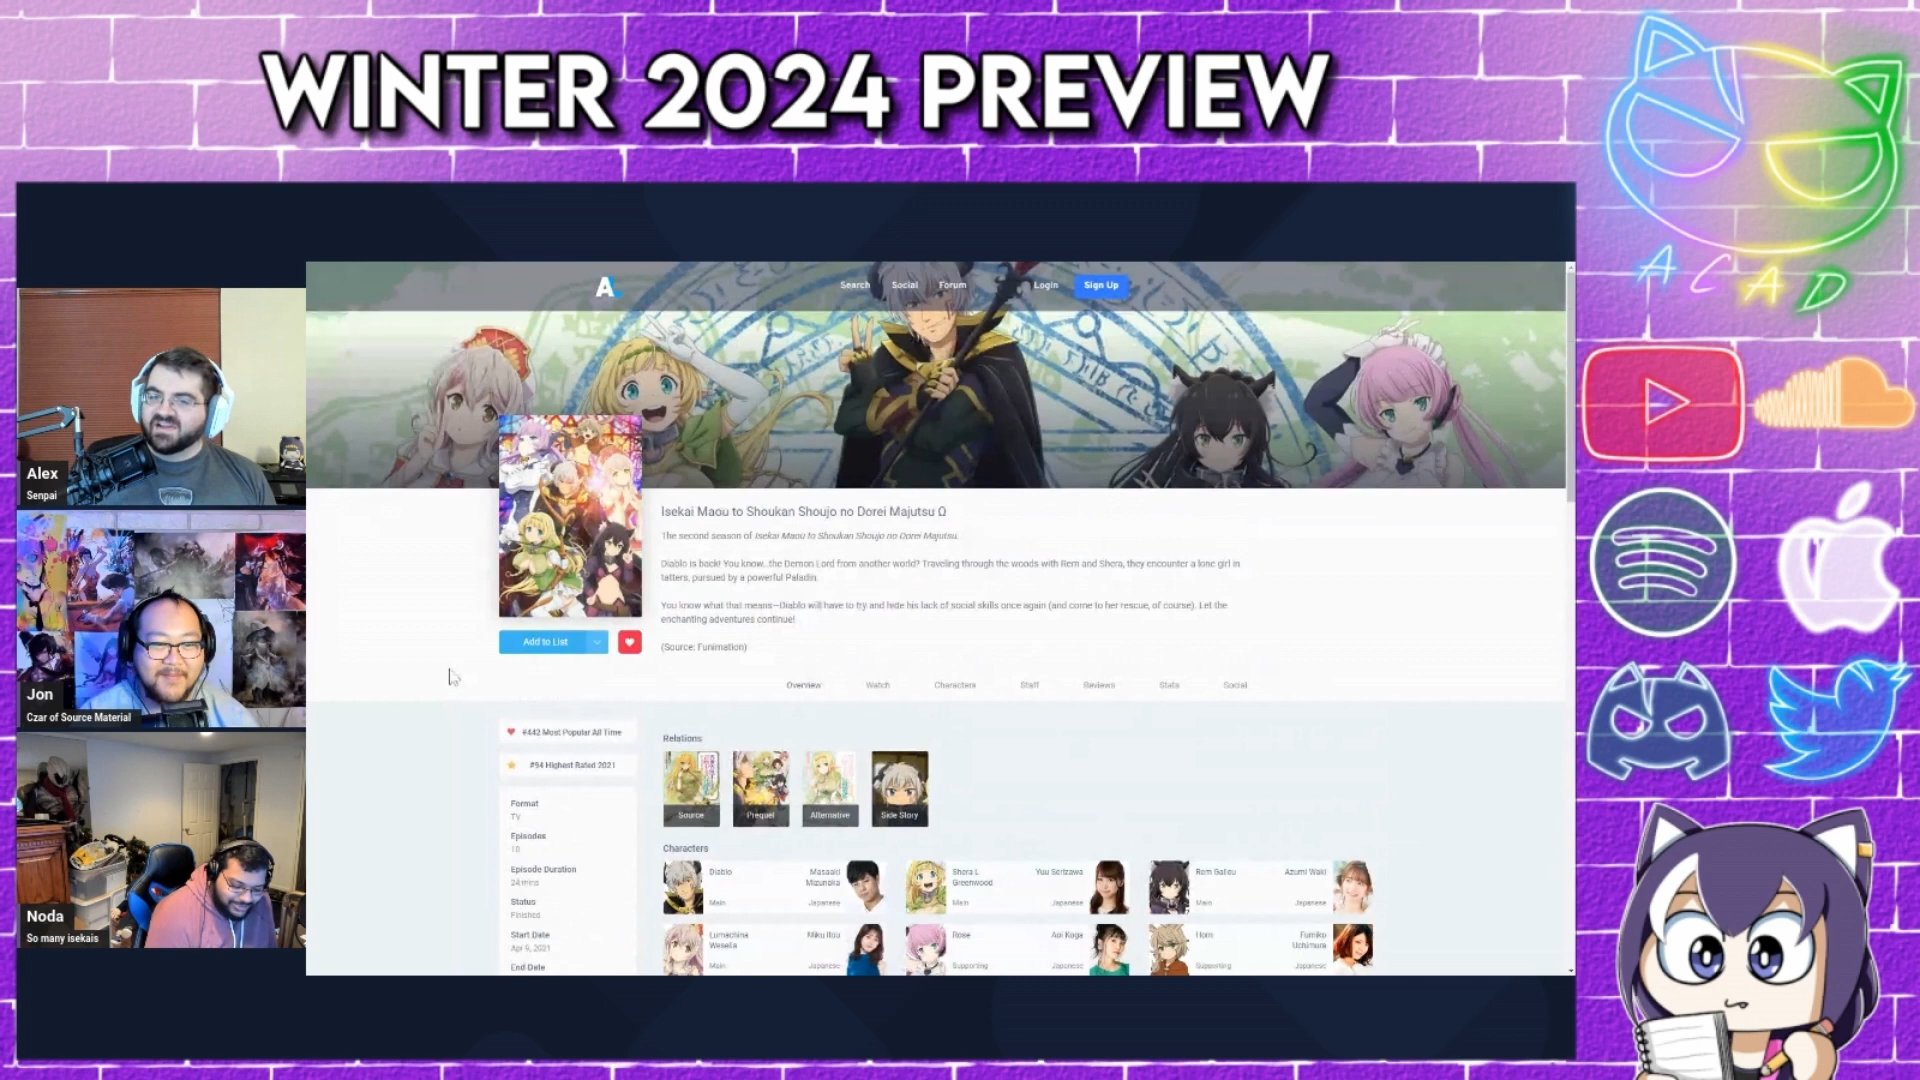 WINTER 2024 PREVIEW
ACAD
Search Social Forum Login Sign Up
Alex
Senpai
Jon
Czar of Source Material
Noda
So many isekais
Isekai Maou to Shoukan Shoujo no Dorei Majutsu Ω
The second season of Isekai Maou to Shoukan Shoujo no Dorei Majutsu.
Diablo is back! You know...the Demon Lord from another world? Traveling through the woods with Rem and Shera, they encounter a lone girl in
tatters, pursued by a powerful Paladin.
You know what that means—Diablo will have to try and hide his lack of social skills once again (and come to her rescue, of course). Let the
enchanting adventures continue!
(Source: Funimation)
Add to List
Overview Watch Characters Staff Reviews Stats Social
#442 Most Popular All Time
#94 Highest Rated 2021
Format
TV
Episodes
10
Episode Duration
24 mins
Status
Finished
Start Date
Apr 9, 2021
End Date
Relations
Source Prequel Alternative Side Story
Characters
Diablo
Main
Masaaki
Mizunaka
Japanese
Shera L
Greenwood
Main
Yuu Serizawa
Japanese
Rem Galleu
Main
Azumi Waki
Japanese
Lumachina
Weselia
Main
Miku Itou
Japanese
Rose
Supporting
Aoi Koga
Japanese
Horn
Supporting
Fumiko
Uchimura
Japanese